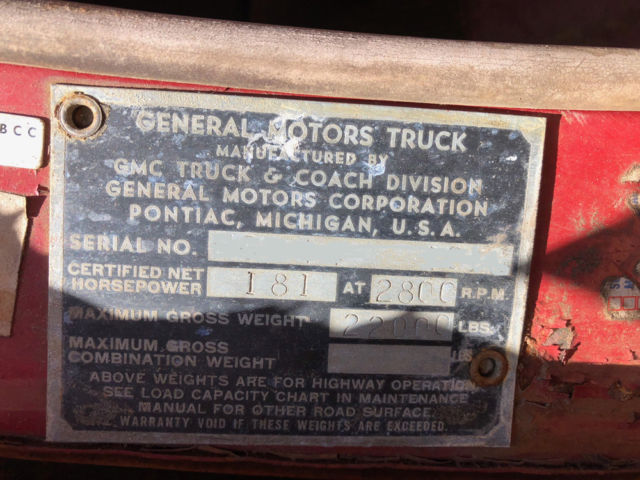 BCC
GENERAL MOTORS TRUCK
MANUFACTURED BY
GMC TRUCK & COACH DIVISION
GENERAL MOTORS CORPORATION
PONTIAC, MICHIGAN, U.S.A.
SERIAL NO.
CERTIFIED NET HORSEPOWER 181 AT 2800 R.P.M.
MAXIMUM GROSS WEIGHT 22000 LBS.
MAXIMUM GROSS
COMBINATION WEIGHT LBS.
ABOVE WEIGHTS ARE FOR HIGHWAY OPERATION
SEE LOAD CAPACITY CHART IN MAINTENANCE
MANUAL FOR OTHER ROAD SURFACE.
WARRANTY VOID IF THESE WEIGHTS ARE EXCEEDED.